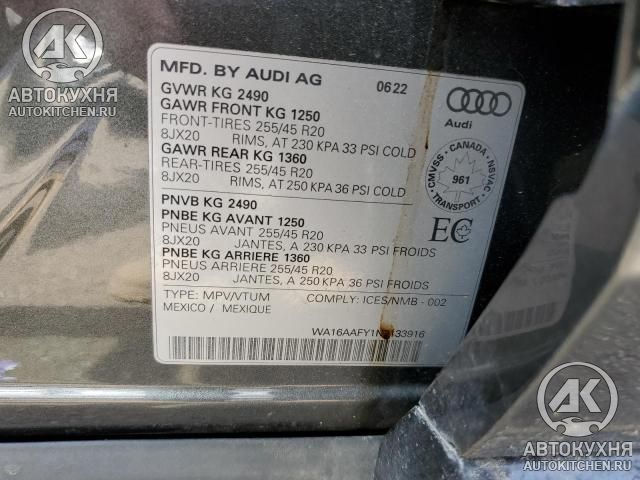 АК
АВТОКУХНЯ
AUTOKITCHEN.RU
MFD. BY AUDI AG 0622
GVWR KG 2490
GAWR FRONT KG 1250
FRONT-TIRES 255/45 R20
8JX20 RIMS, AT 230 KPA 33 PSI COLD
GAWR REAR KG 1360
REAR-TIRES 255/45 R20
8JX20 RIMS, AT 250 KPA 36 PSI COLD
PNVB KG 2490
PNBE KG AVANT 1250
PNEUS AVANT 255/45 R20
8JX20 JANTES, A 230 KPA 33 PSI FROIDS
PNBE KG ARRIERE 1360
PNEUS ARRIERE 255/45 R20
8JX20 JANTES, A 250 KPA 36 PSI FROIDS
TYPE: MPV/VTUM COMPLY: ICES/NMB - 002
MEXICO / MEXIQUE
Audi
CMVSS - CANADA - NSVAC
961
TRANSPORT
EC
АК
АВТОКУХНЯ
AUTOKITCHEN.RU